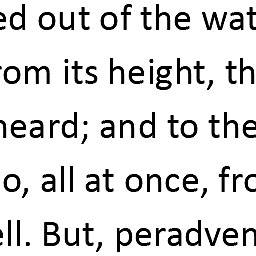 ed out of the wat
rom its height, th
heard; and to the
o, all at once, fro
ell. But, peradven